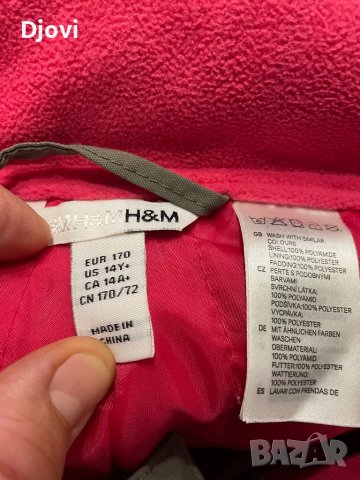 Djovi
H&M H&M H&M
EUR 170
US 14Y+
CA 14A+
CN 170/72
MADE IN
CHINA
GB WASH WITH SIMILAR
COLOURS
SHELL:100% POLYAMIDE
LINING:100% POLYESTER
PADDING:100% POLYESTER
CZ PERTE S PODOBNÝMI
BARVAMI
SVRCHNÍ LÁTKA:
100% POLYAMID
PODŠÍVKA:100% POLYESTER
VYCPÁVKA:
100% POLYESTER
DE MIT ÄHNLICHEN FARBEN
WASCHEN
OBERMATERIAL:
100% POLYAMID
FUTTER:100% POLYESTER
100% POLYESTER
ES LAVAR CON PRENDAS DE
BAZAR